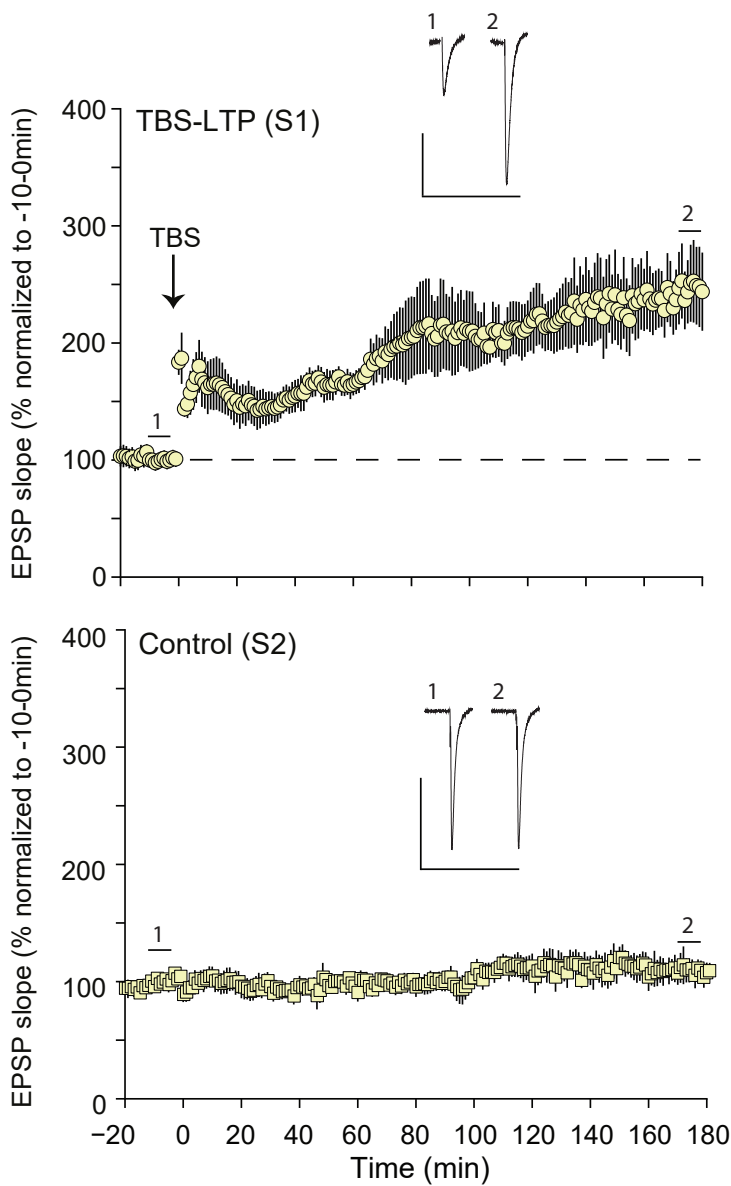 1 2
400
TBS-LTP (S1)
300
2
TBS
200
1
100
0
EPSP slope (% normalized to -10-0min)
400
Control (S2)
1 2
300
200
1 2
100
0
EPSP slope (% normalized to -10-0min)
−20 0 20 40 60 80 100 120 140 160 180
Time (min)